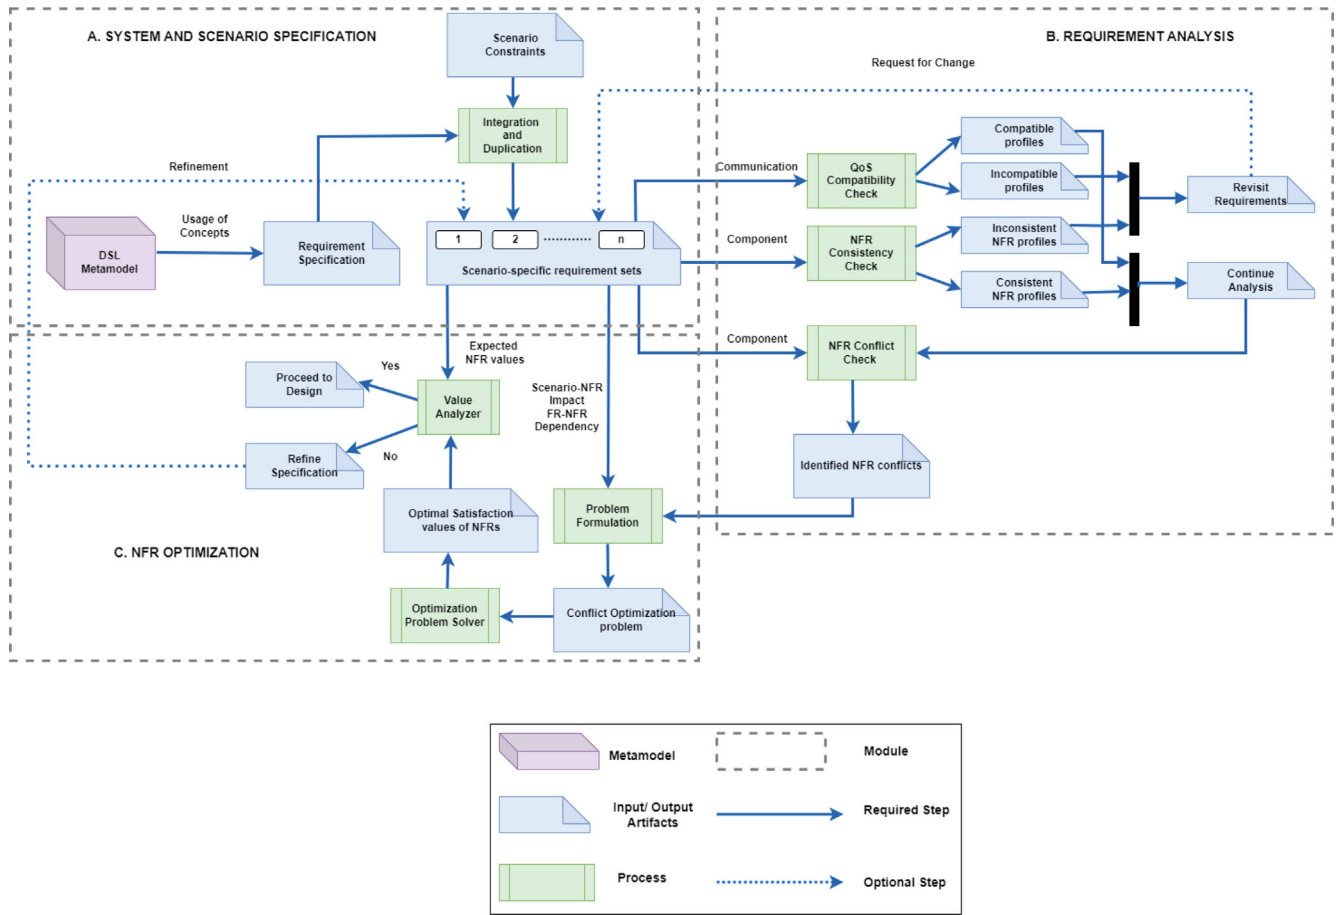 A. SYSTEM AND SCENARIO SPECIFICATION
Scenario
Constraints
Integration
and
Duplication
Refinement
Usage of
Concepts
DSL
Metamodel
Requirement
Specification
1
2
............
n
Scenario-specific requirement sets
B. REQUIREMENT ANALYSIS
Request for Change
Communication
QoS
Compatibility
Check
Compatible
profiles
Incompatible
profiles
Revisit
Requirements
Component
NFR
Consistency
Check
Inconsistent
NFR profiles
Consistent
NFR profiles
Continue
Analysis
Component
NFR Conflict
Check
Identified NFR conflicts
Expected
NFR values
Yes
Proceed to
Design
Value
Analyzer
Scenario-NFR
Impact
FR-NFR
Dependency
No
Refine
Specification
Optimal Satisfaction
values of NFRs
Problem
Formulation
C. NFR OPTIMIZATION
Optimization
Problem Solver
Conflict Optimization
problem
Metamodel
Module
Input/ Output
Artifacts
Required Step
Process
Optional Step